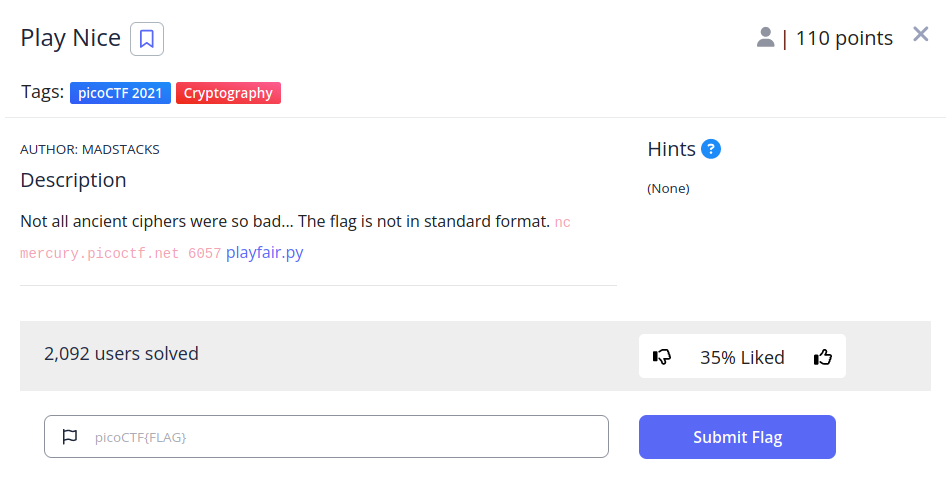 Play Nice
| 110 points
Tags: picoCTF 2021 Cryptography
AUTHOR: MADSTACKS
Hints ?
Description
(None)
Not all ancient ciphers were so bad... The flag is not in standard format. nc
mercury.picoctf.net 6057 playfair.py
2,092 users solved
35% Liked
picoCTF{FLAG}
Submit Flag